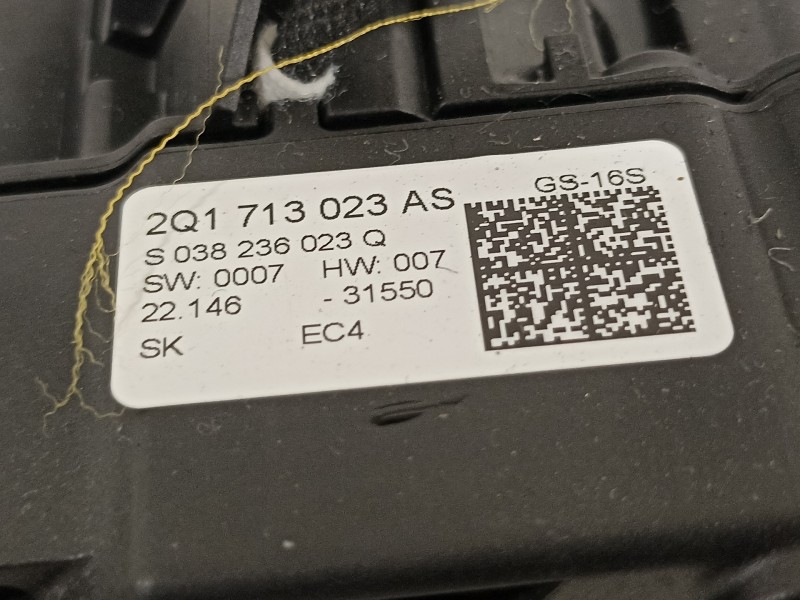 GS-16S
2Q1 713 023 AS
S 038 236 023 Q
SW: 0007 HW: 007
22.146 - 31550
SK EC4